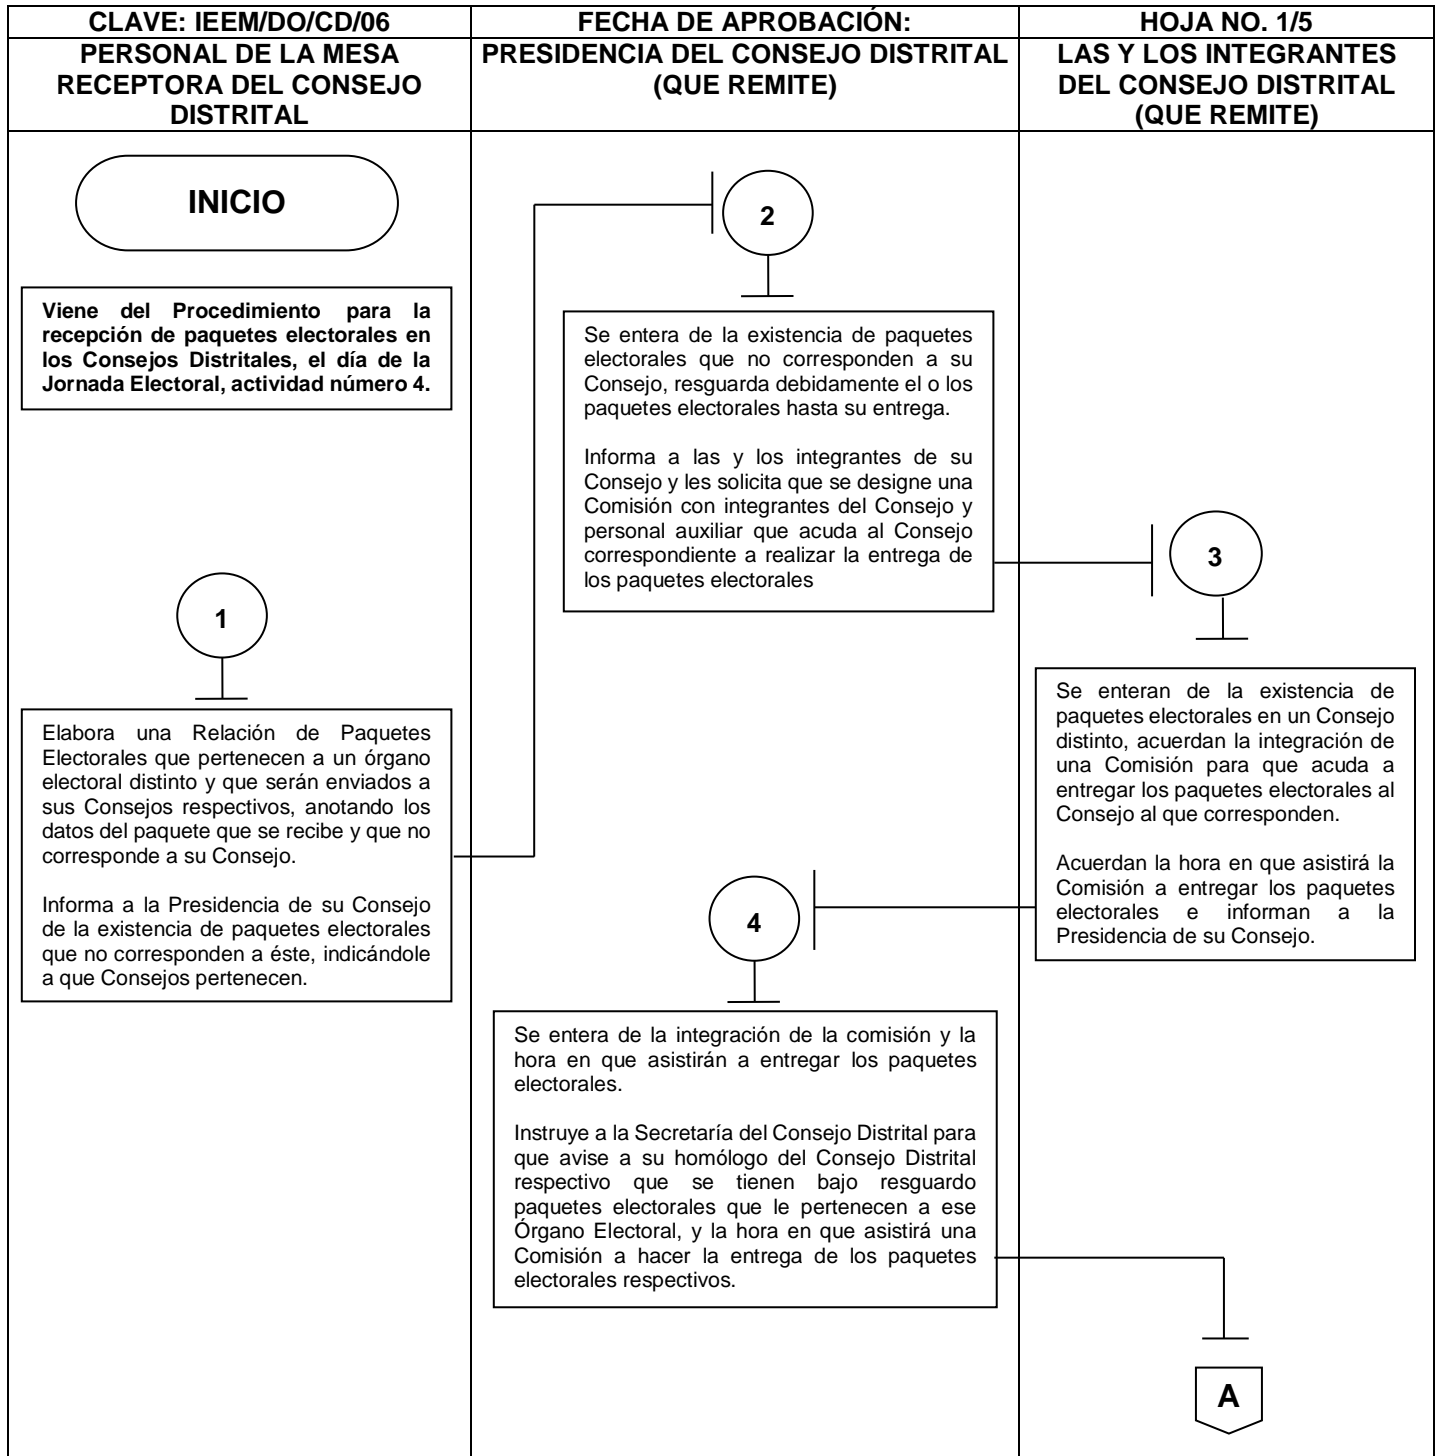 CLAVE: IEEM/DO/CD/06
FECHA DE APROBACIÓN:
HOJA NO. 1/5
PERSONAL DE LA MESA
RECEPTORA DEL CONSEJO
DISTRITAL
PRESIDENCIA DEL CONSEJO DISTRITAL
(QUE REMITE)
LAS Y LOS INTEGRANTES
DEL CONSEJO DISTRITAL
(QUE REMITE)
INICIO
Viene del Procedimiento para la
recepción de paquetes electorales en
los Consejos Distritales, el día de la
Jornada Electoral, actividad número 4.
1
Elabora una Relación de Paquetes
Electorales que pertenecen a un órgano
electoral distinto y que serán enviados a
sus Consejos respectivos, anotando los
datos del paquete que se recibe y que no
corresponde a su Consejo.
Informa a la Presidencia de su Consejo
de la existencia de paquetes electorales
que no corresponden a éste, indicándole
a que Consejos pertenecen.
2
Se entera de la existencia de paquetes
electorales que no corresponden a su
Consejo, resguarda debidamente el o los
paquetes electorales hasta su entrega.
Informa a las y los integrantes de su
Consejo y les solicita que se designe una
Comisión con integrantes del Consejo y
personal auxiliar que acuda al Consejo
correspondiente a realizar la entrega de
los paquetes electorales
3
Se enteran de la existencia de
paquetes electorales en un Consejo
distinto, acuerdan la integración de
una Comisión para que acuda a
entregar los paquetes electorales al
Consejo al que corresponden.
Acuerdan la hora en que asistirá la
Comisión a entregar los paquetes
electorales e informan a la
Presidencia de su Consejo.
4
Se entera de la integración de la comisión y la
hora en que asistirán a entregar los paquetes
electorales.
Instruye a la Secretaría del Consejo Distrital para
que avise a su homólogo del Consejo Distrital
respectivo que se tienen bajo resguardo
paquetes electorales que le pertenecen a ese
Órgano Electoral, y la hora en que asistirá una
Comisión a hacer la entrega de los paquetes
electorales respectivos.
A